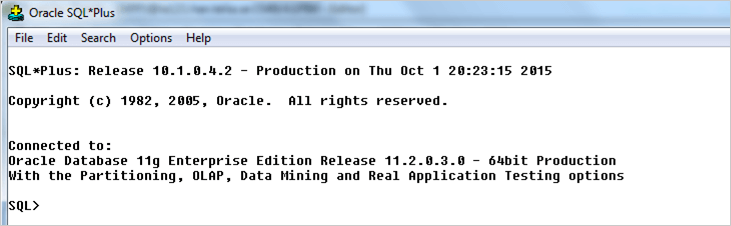 Oracle SQL*Plus
File Edit Search Options Help
SQL*Plus: Release 10.1.0.4.2 - Production on Thu Oct 1 20:23:15 2015
Copyright (c) 1982, 2005, Oracle.  All rights reserved.
Connected to:
Oracle Database 11g Enterprise Edition Release 11.2.0.3.0 - 64bit Production
With the Partitioning, OLAP, Data Mining and Real Application Testing options
SQL>